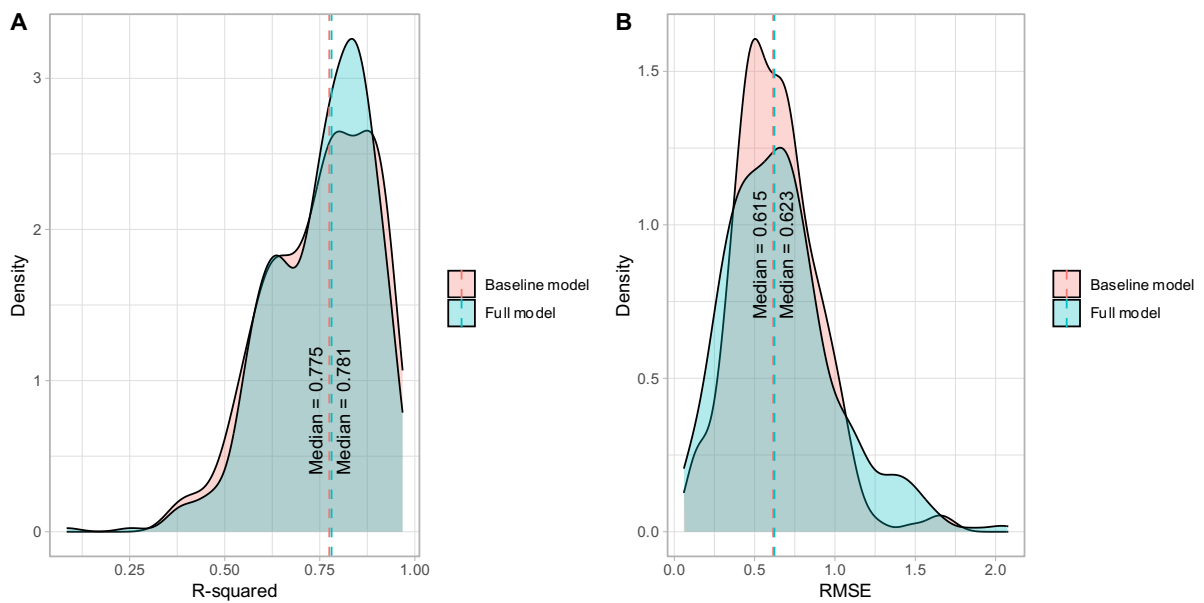 A
Density
3
2
1
0
Median = 0.775
Median = 0.781
0.25
0.50
0.75
1.00
R-squared
Baseline model
Full model
B
Density
1.5
1.0
0.5
0.0
Median = 0.615
Median = 0.623
0.0
0.5
1.0
1.5
2.0
RMSE
Baseline model
Full model